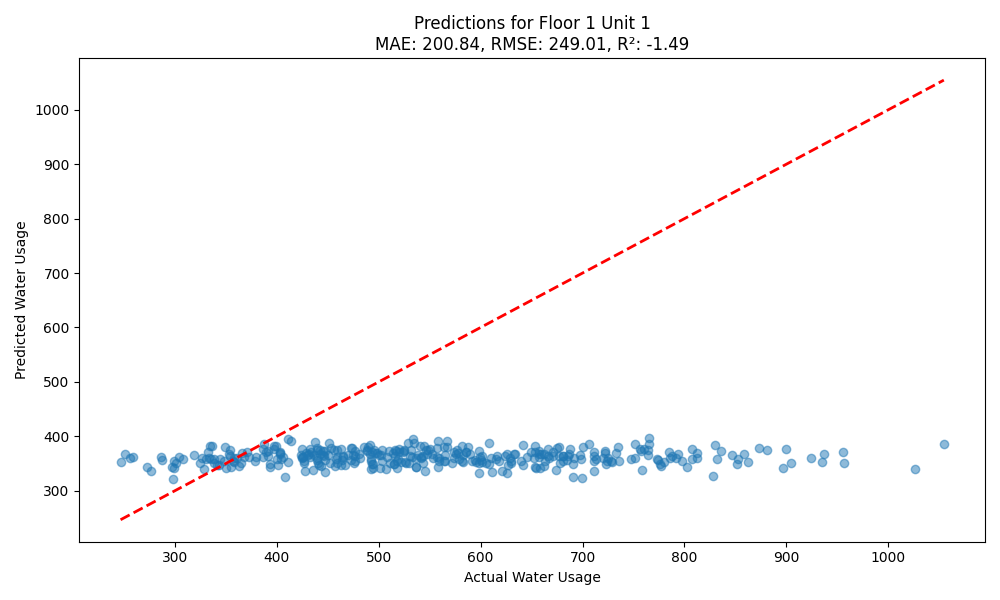 Predictions for Floor 1 Unit 1
MAE: 200.84, RMSE: 249.01, R²: -1.49
Predicted Water Usage
1000
900
800
700
600
500
400
300
300 400 500 600 700 800 900 1000
Actual Water Usage